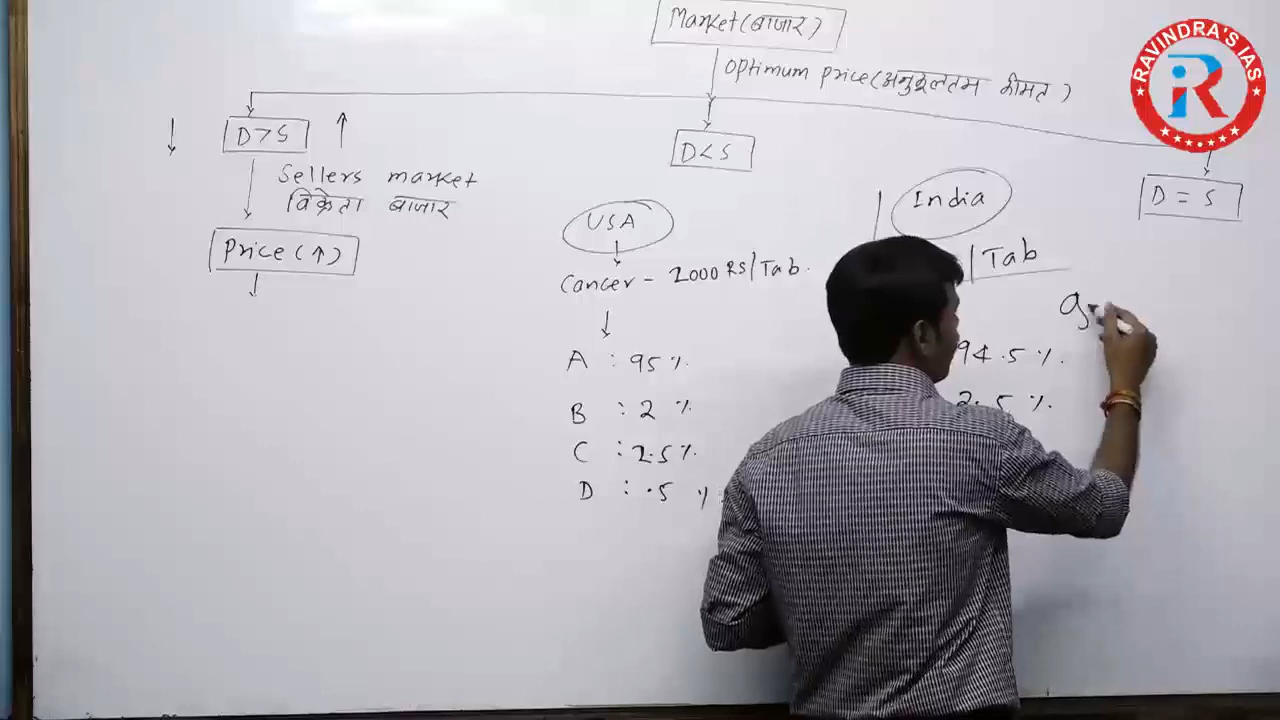 Market(बाजार)
Optimum price(अनुकूलतम कीमत)
D > S
D < S
D = S
Sellers market
विक्रेता बाजार
Price (↑)
USA
Cancer - 2000 RS/Tab.
A : 95 %.
B : 2 %
C : 2.5 %.
D : .5 %
India
/Tab
94.5 %.
2.5 %.
RAVINDRA'S IAS
iR